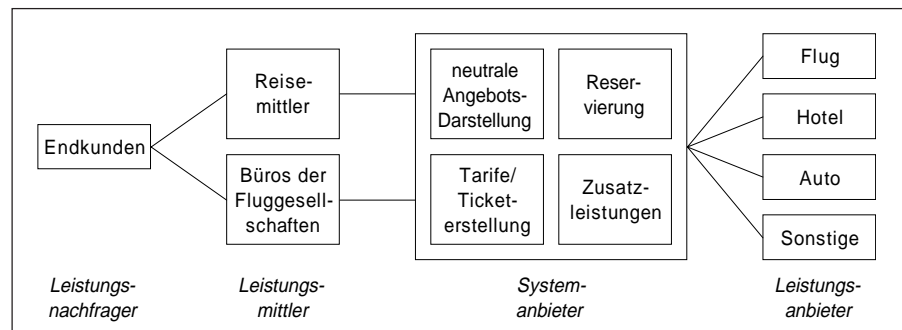 Endkunden
Reise-
mittler
Büros der
Fluggesell-
schaften
neutrale
Angebots-
Darstellung
Reser-
vierung
Tarife/
Ticket-
erstellung
Zusatz-
leistungen
Flug
Hotel
Auto
Sonstige
Leistungs-
nachfrager
Leistungs-
mittler
System-
anbieter
Leistungs-
anbieter